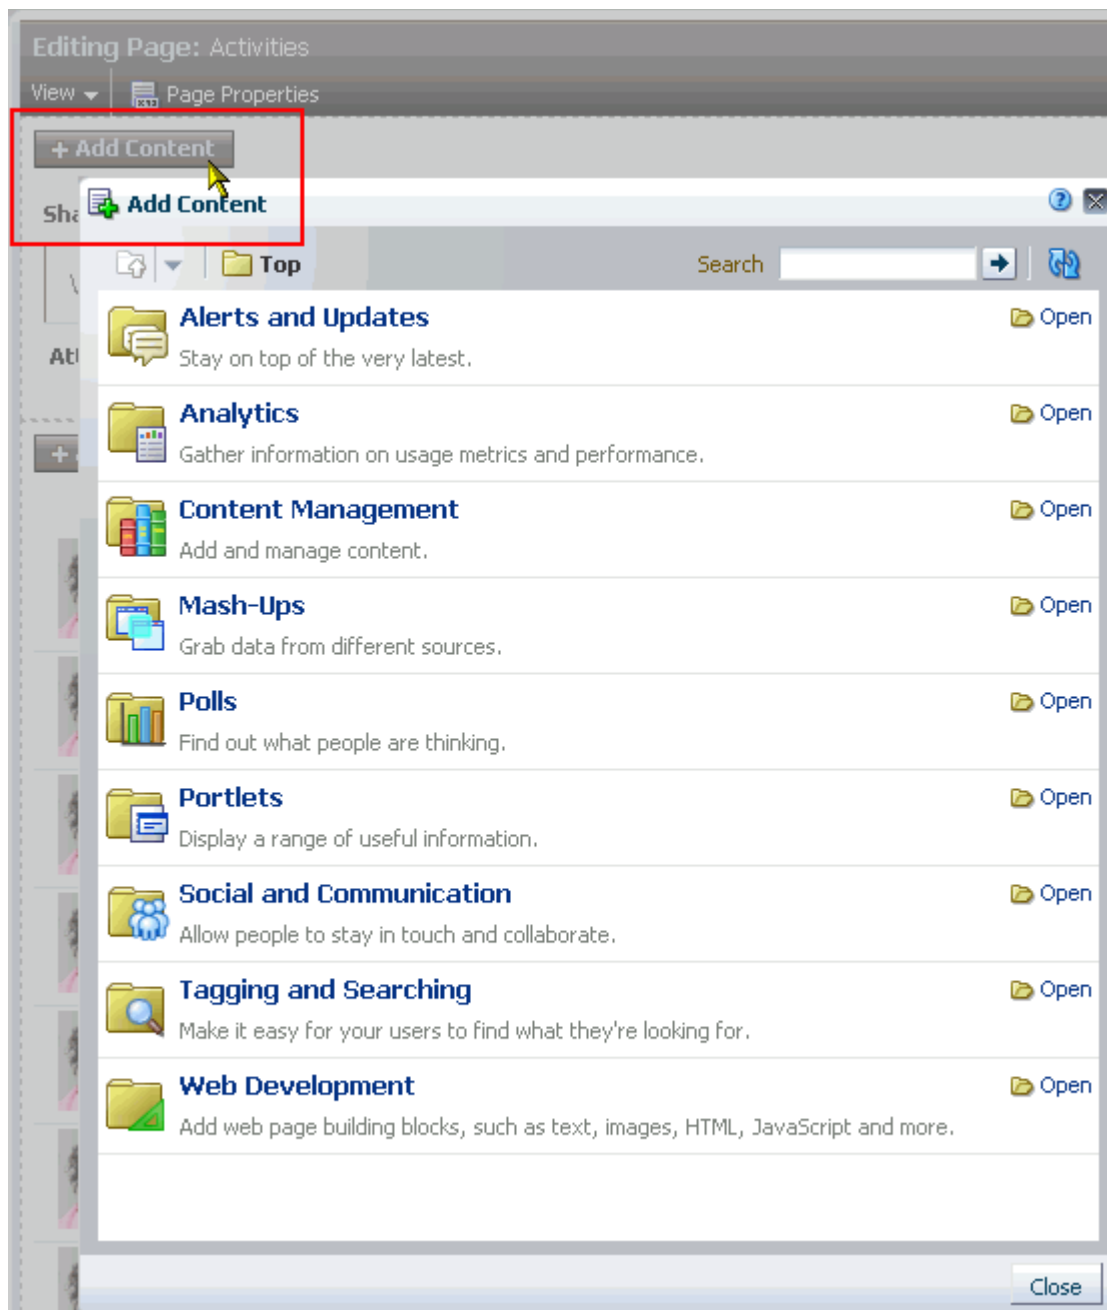 Editing Page: Activities
View Page Properties
+ Add Content
Add Content
Top Search
Alerts and Updates Open
Stay on top of the very latest.
Analytics Open
Gather information on usage metrics and performance.
Content Management Open
Add and manage content.
Mash-Ups Open
Grab data from different sources.
Polls Open
Find out what people are thinking.
Portlets Open
Display a range of useful information.
Social and Communication Open
Allow people to stay in touch and collaborate.
Tagging and Searching Open
Make it easy for your users to find what they're looking for.
Web Development Open
Add web page building blocks, such as text, images, HTML, JavaScript and more.
Close